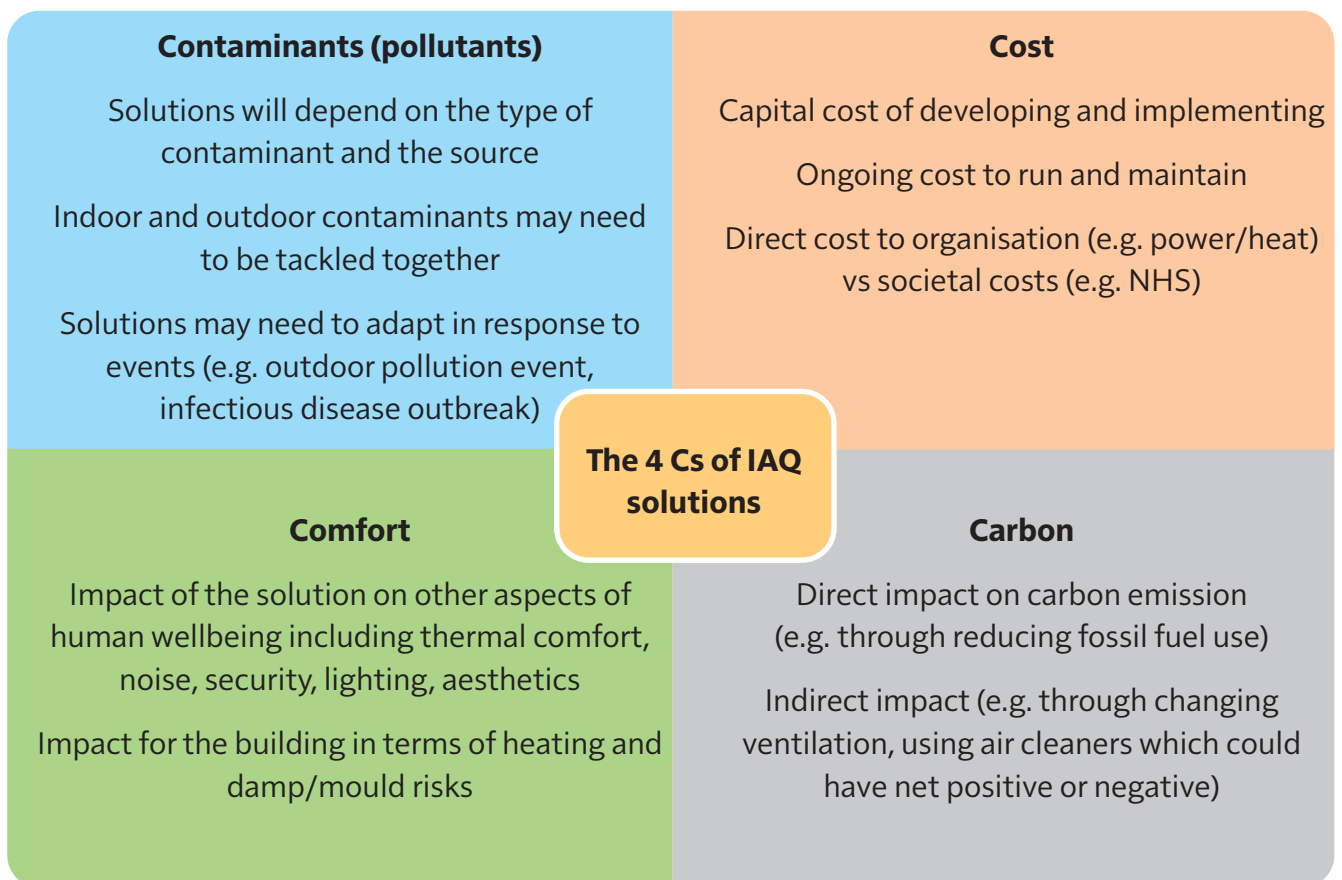 Contaminants (pollutants)
Solutions will depend on the type of
contaminant and the source
Indoor and outdoor contaminants may need
to be tackled together
Solutions may need to adapt in response to
events (e.g. outdoor pollution event,
infectious disease outbreak)
Cost
Capital cost of developing and implementing
Ongoing cost to run and maintain
Direct cost to organisation (e.g. power/heat)
vs societal costs (e.g. NHS)
The 4 Cs of IAQ
solutions
Comfort
Impact of the solution on other aspects of
human wellbeing including thermal comfort,
noise, security, lighting, aesthetics
Impact for the building in terms of heating and
damp/mould risks
Carbon
Direct impact on carbon emission
(e.g. through reducing fossil fuel use)
Indirect impact (e.g. through changing
ventilation, using air cleaners which could
have net positive or negative)